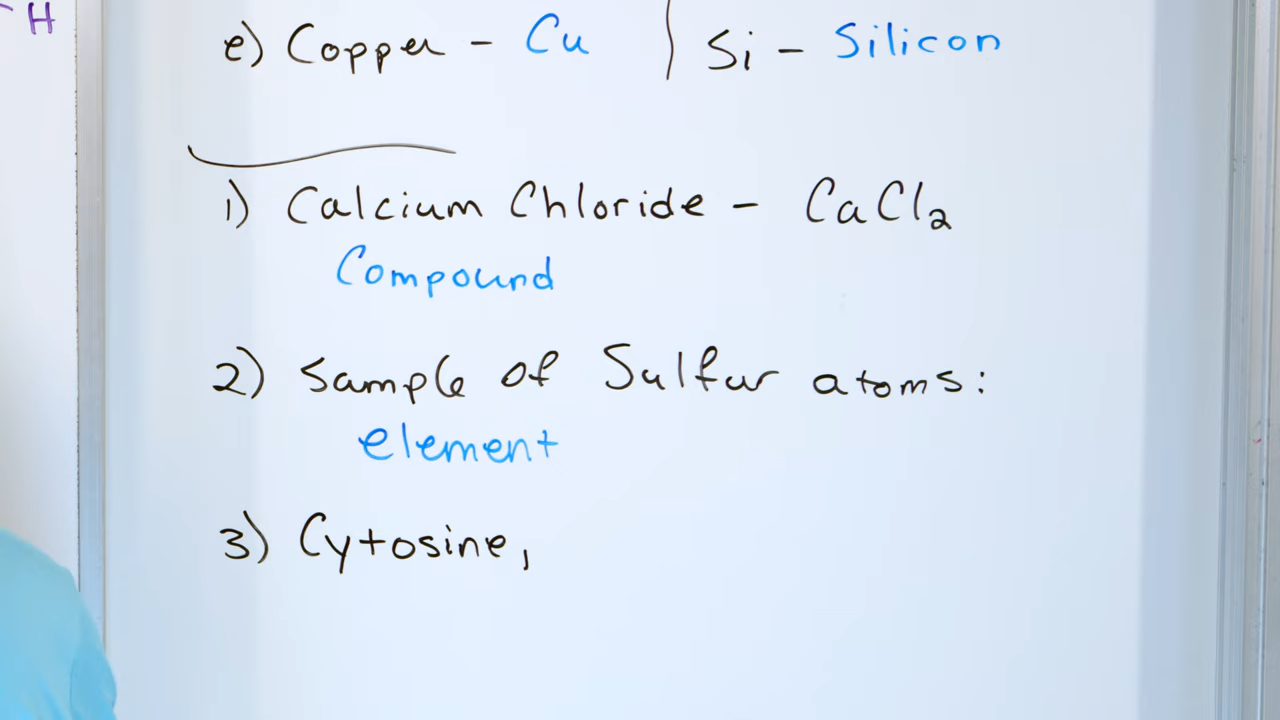 H
e) Copper - Cu | Si - Silicon
1) Calcium Chloride - CaCl₂
Compound
2) Sample of Sulfur atoms:
element
3) Cytosine,